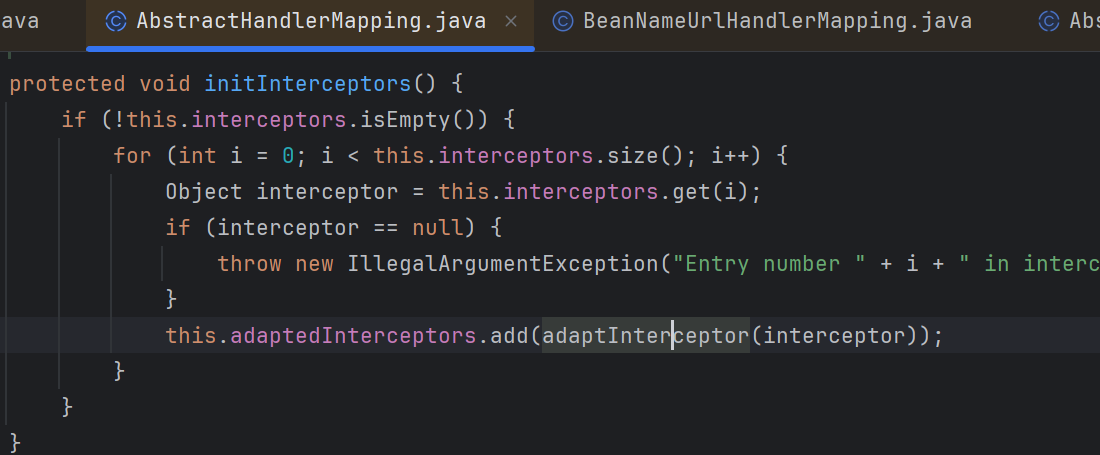 ava AbstractHandlerMapping.java × BeanNameUrlHandlerMapping.java Abs
protected void initInterceptors() {
    if (!this.interceptors.isEmpty()) {
        for (int i = 0; i < this.interceptors.size(); i++) {
            Object interceptor = this.interceptors.get(i);
            if (interceptor == null) {
                throw new IllegalArgumentException("Entry number " + i + " in interc
            }
            this.adaptedInterceptors.add(adaptInterceptor(interceptor));
        }
    }
}